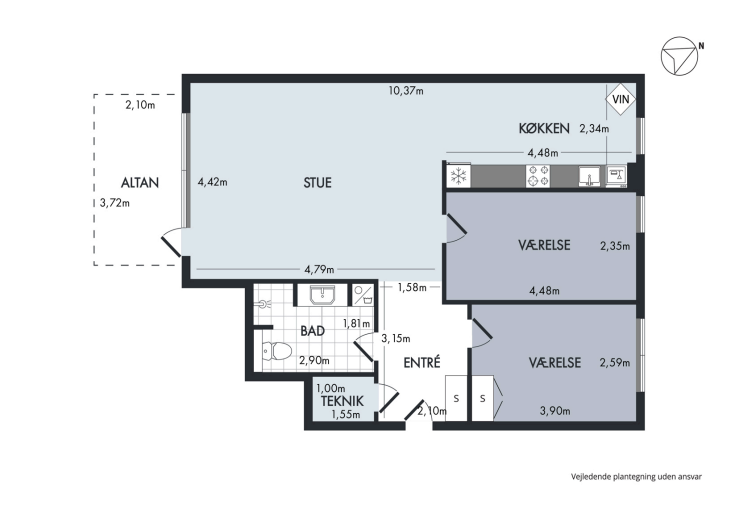 N
10,37m
VIN
2,10m
KØKKEN 2,34m
4,48m
ALTAN
3,72m
4,42m
STUE
VÆRELSE 2,35m
4,79m
4,48m
1,58m
BAD
1,81m
2,90m
3,15m
ENTRÉ
VÆRELSE 2,59m
1,00m
TEKNIK
1,55m
2,10m
S
S
3,90m
Vejledende plantegning uden ansvar